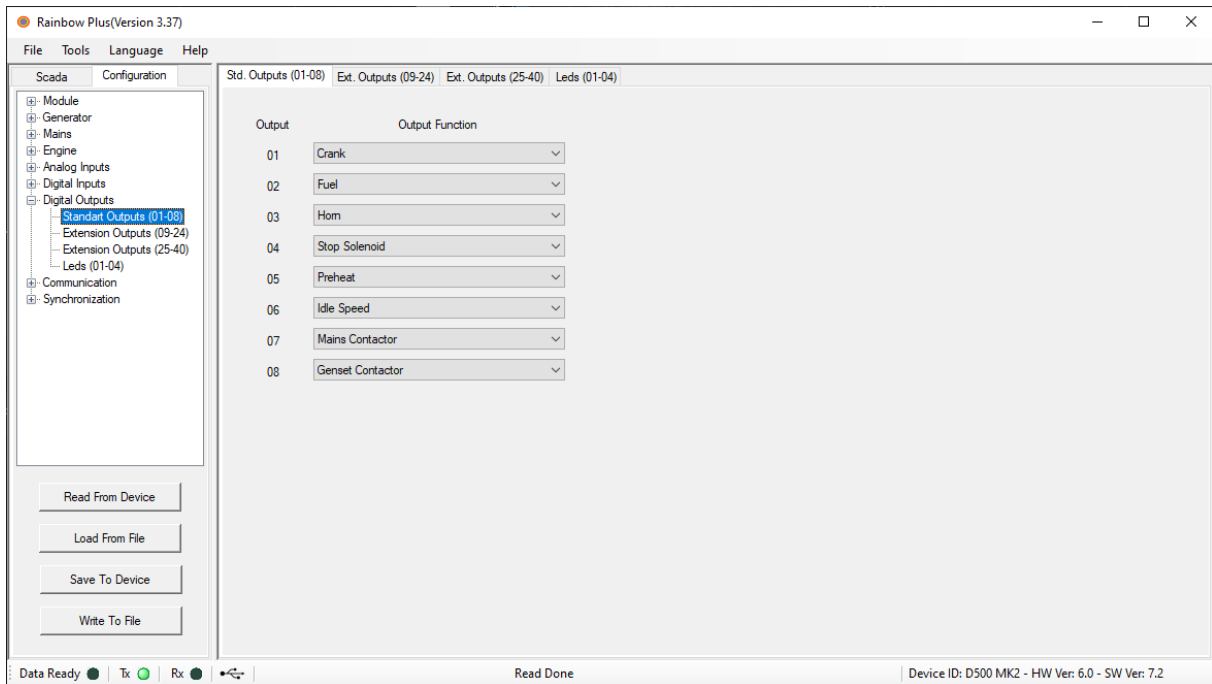 Rainbow Plus(Version 3.37)
File Tools Language Help
Scada Configuration
Module
Generator
Mains
Engine
Analog Inputs
Digital Inputs
Digital Outputs
Standart Outputs (01-08)
Extension Outputs (09-24)
Extension Outputs (25-40)
Leds (01-04)
Communication
Synchronization
Read From Device
Load From File
Save To Device
Write To File
Std. Outputs (01-08) Ext. Outputs (09-24) Ext. Outputs (25-40) Leds (01-04)
Output Output Function
01 Crank
02 Fuel
03 Horn
04 Stop Solenoid
05 Preheat
06 Idle Speed
07 Mains Contactor
08 Genset Contactor
Data Ready Tx Rx Read Done Device ID: D500 MK2 - HW Ver: 6.0 - SW Ver: 7.2